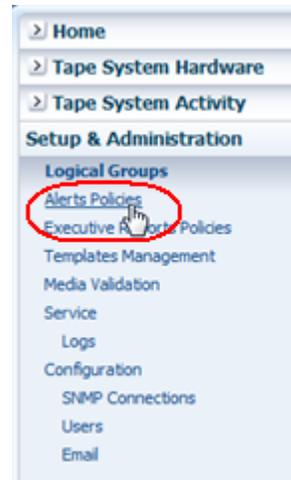 Home
Tape System Hardware
Tape System Activity
Setup & Administration
Logical Groups
Alerts Policies
Executive Reports Policies
Templates Management
Media Validation
Service
Logs
Configuration
SNMP Connections
Users
Email